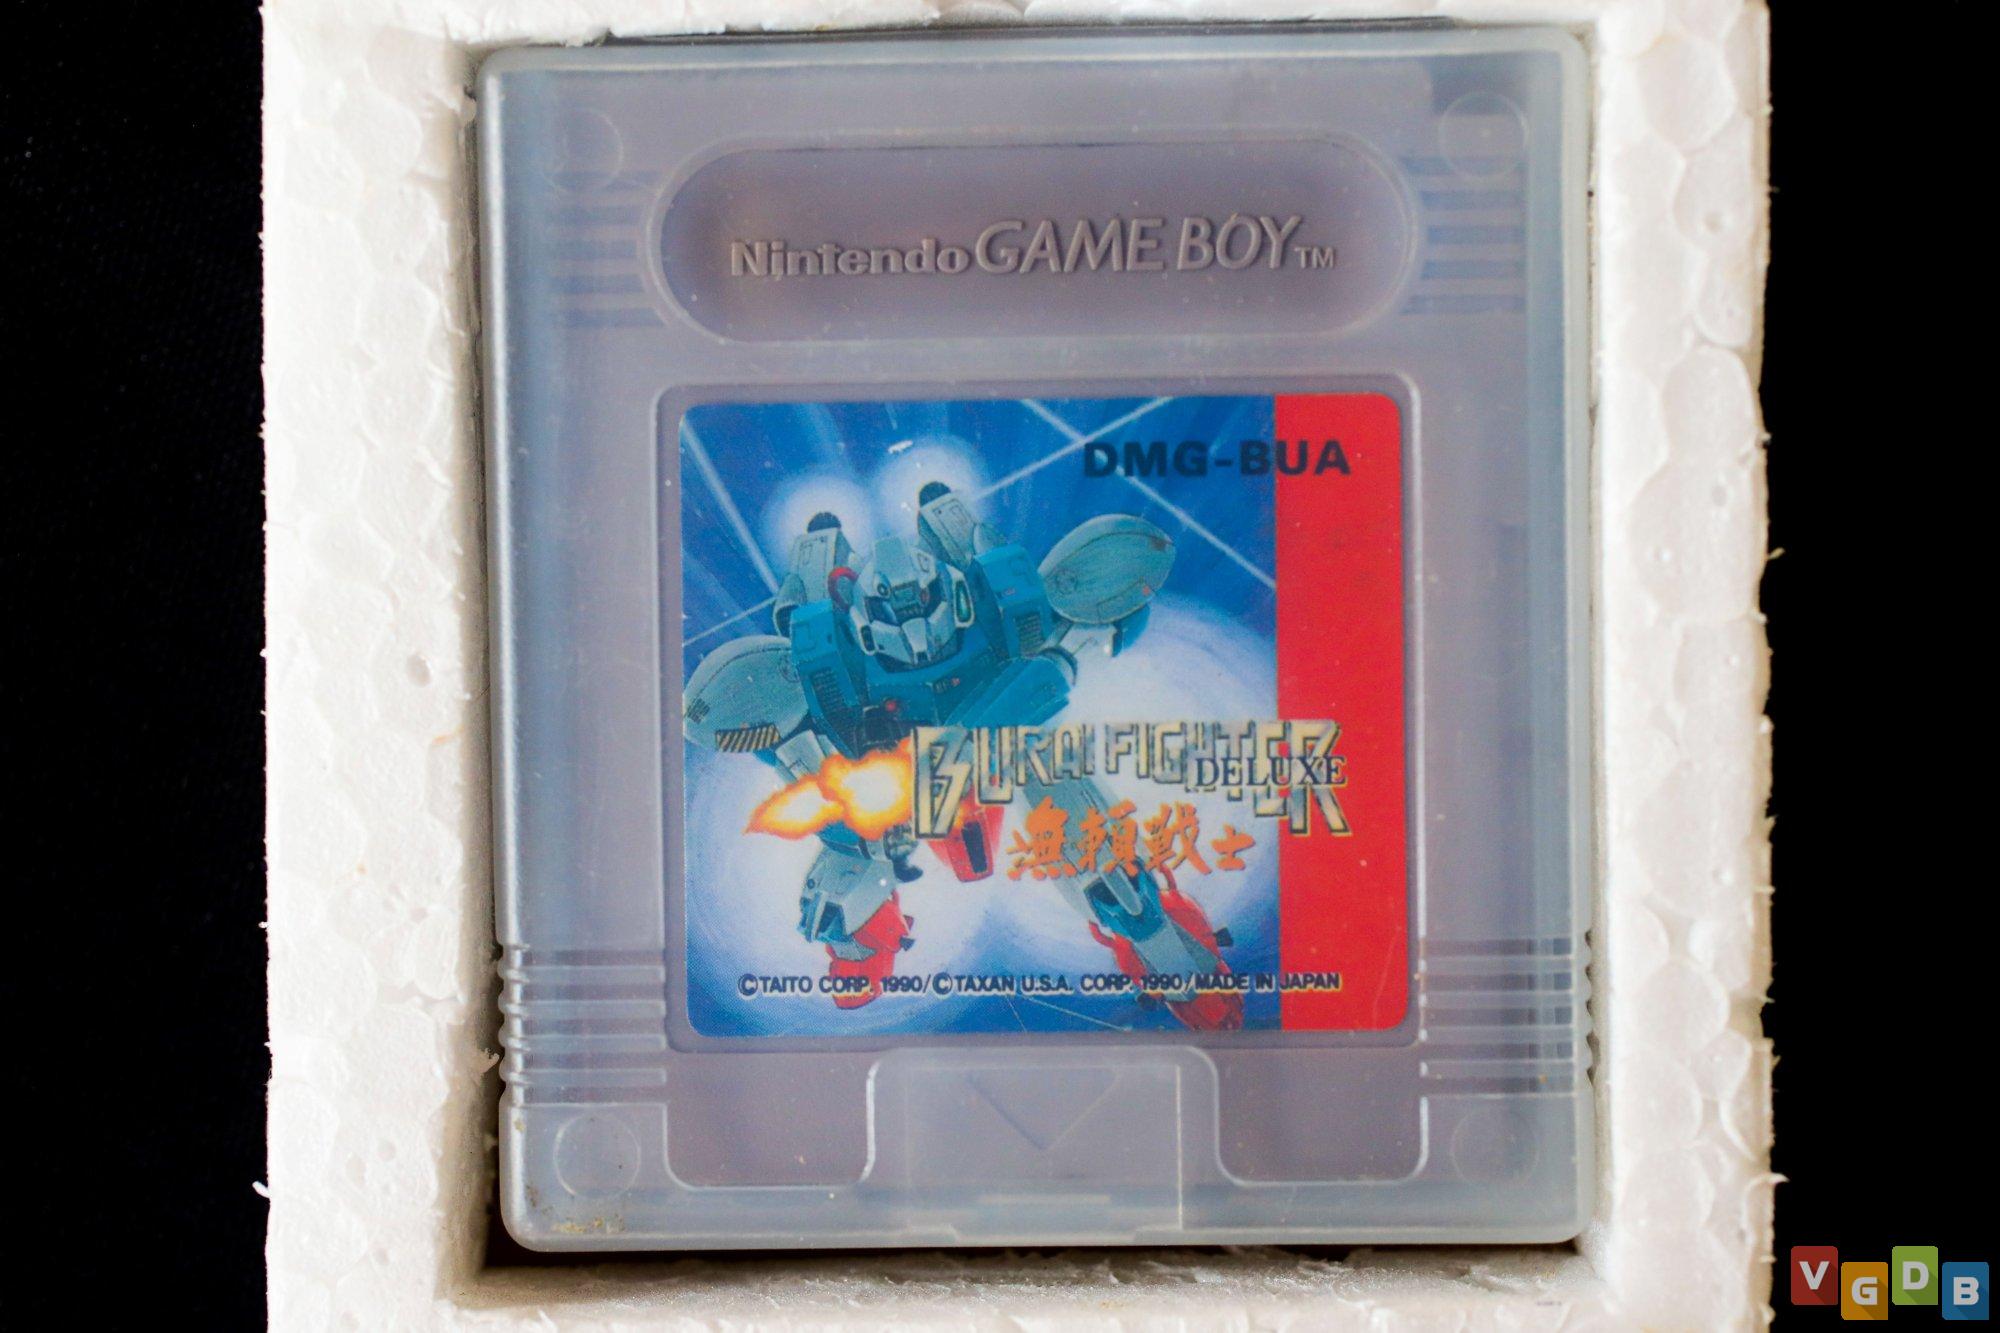 Nintendo GAME BOY™
DMG-BUA
BURAI FIGHTER
DELUXE
無頼戦士
©TAITO CORP. 1990/©TAXAN U.S.A. CORP. 1990/MADE IN JAPAN
VGDB